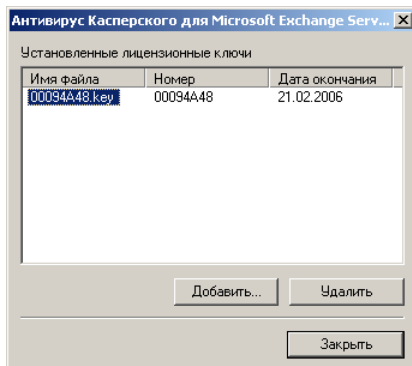 Антивирус Касперского для Microsoft Exchange Serv...
Установленные лицензионные ключи
Имя файла Номер Дата окончания
00094A48.key 00094A48 21.02.2006
Добавить... Удалить
Закрыть